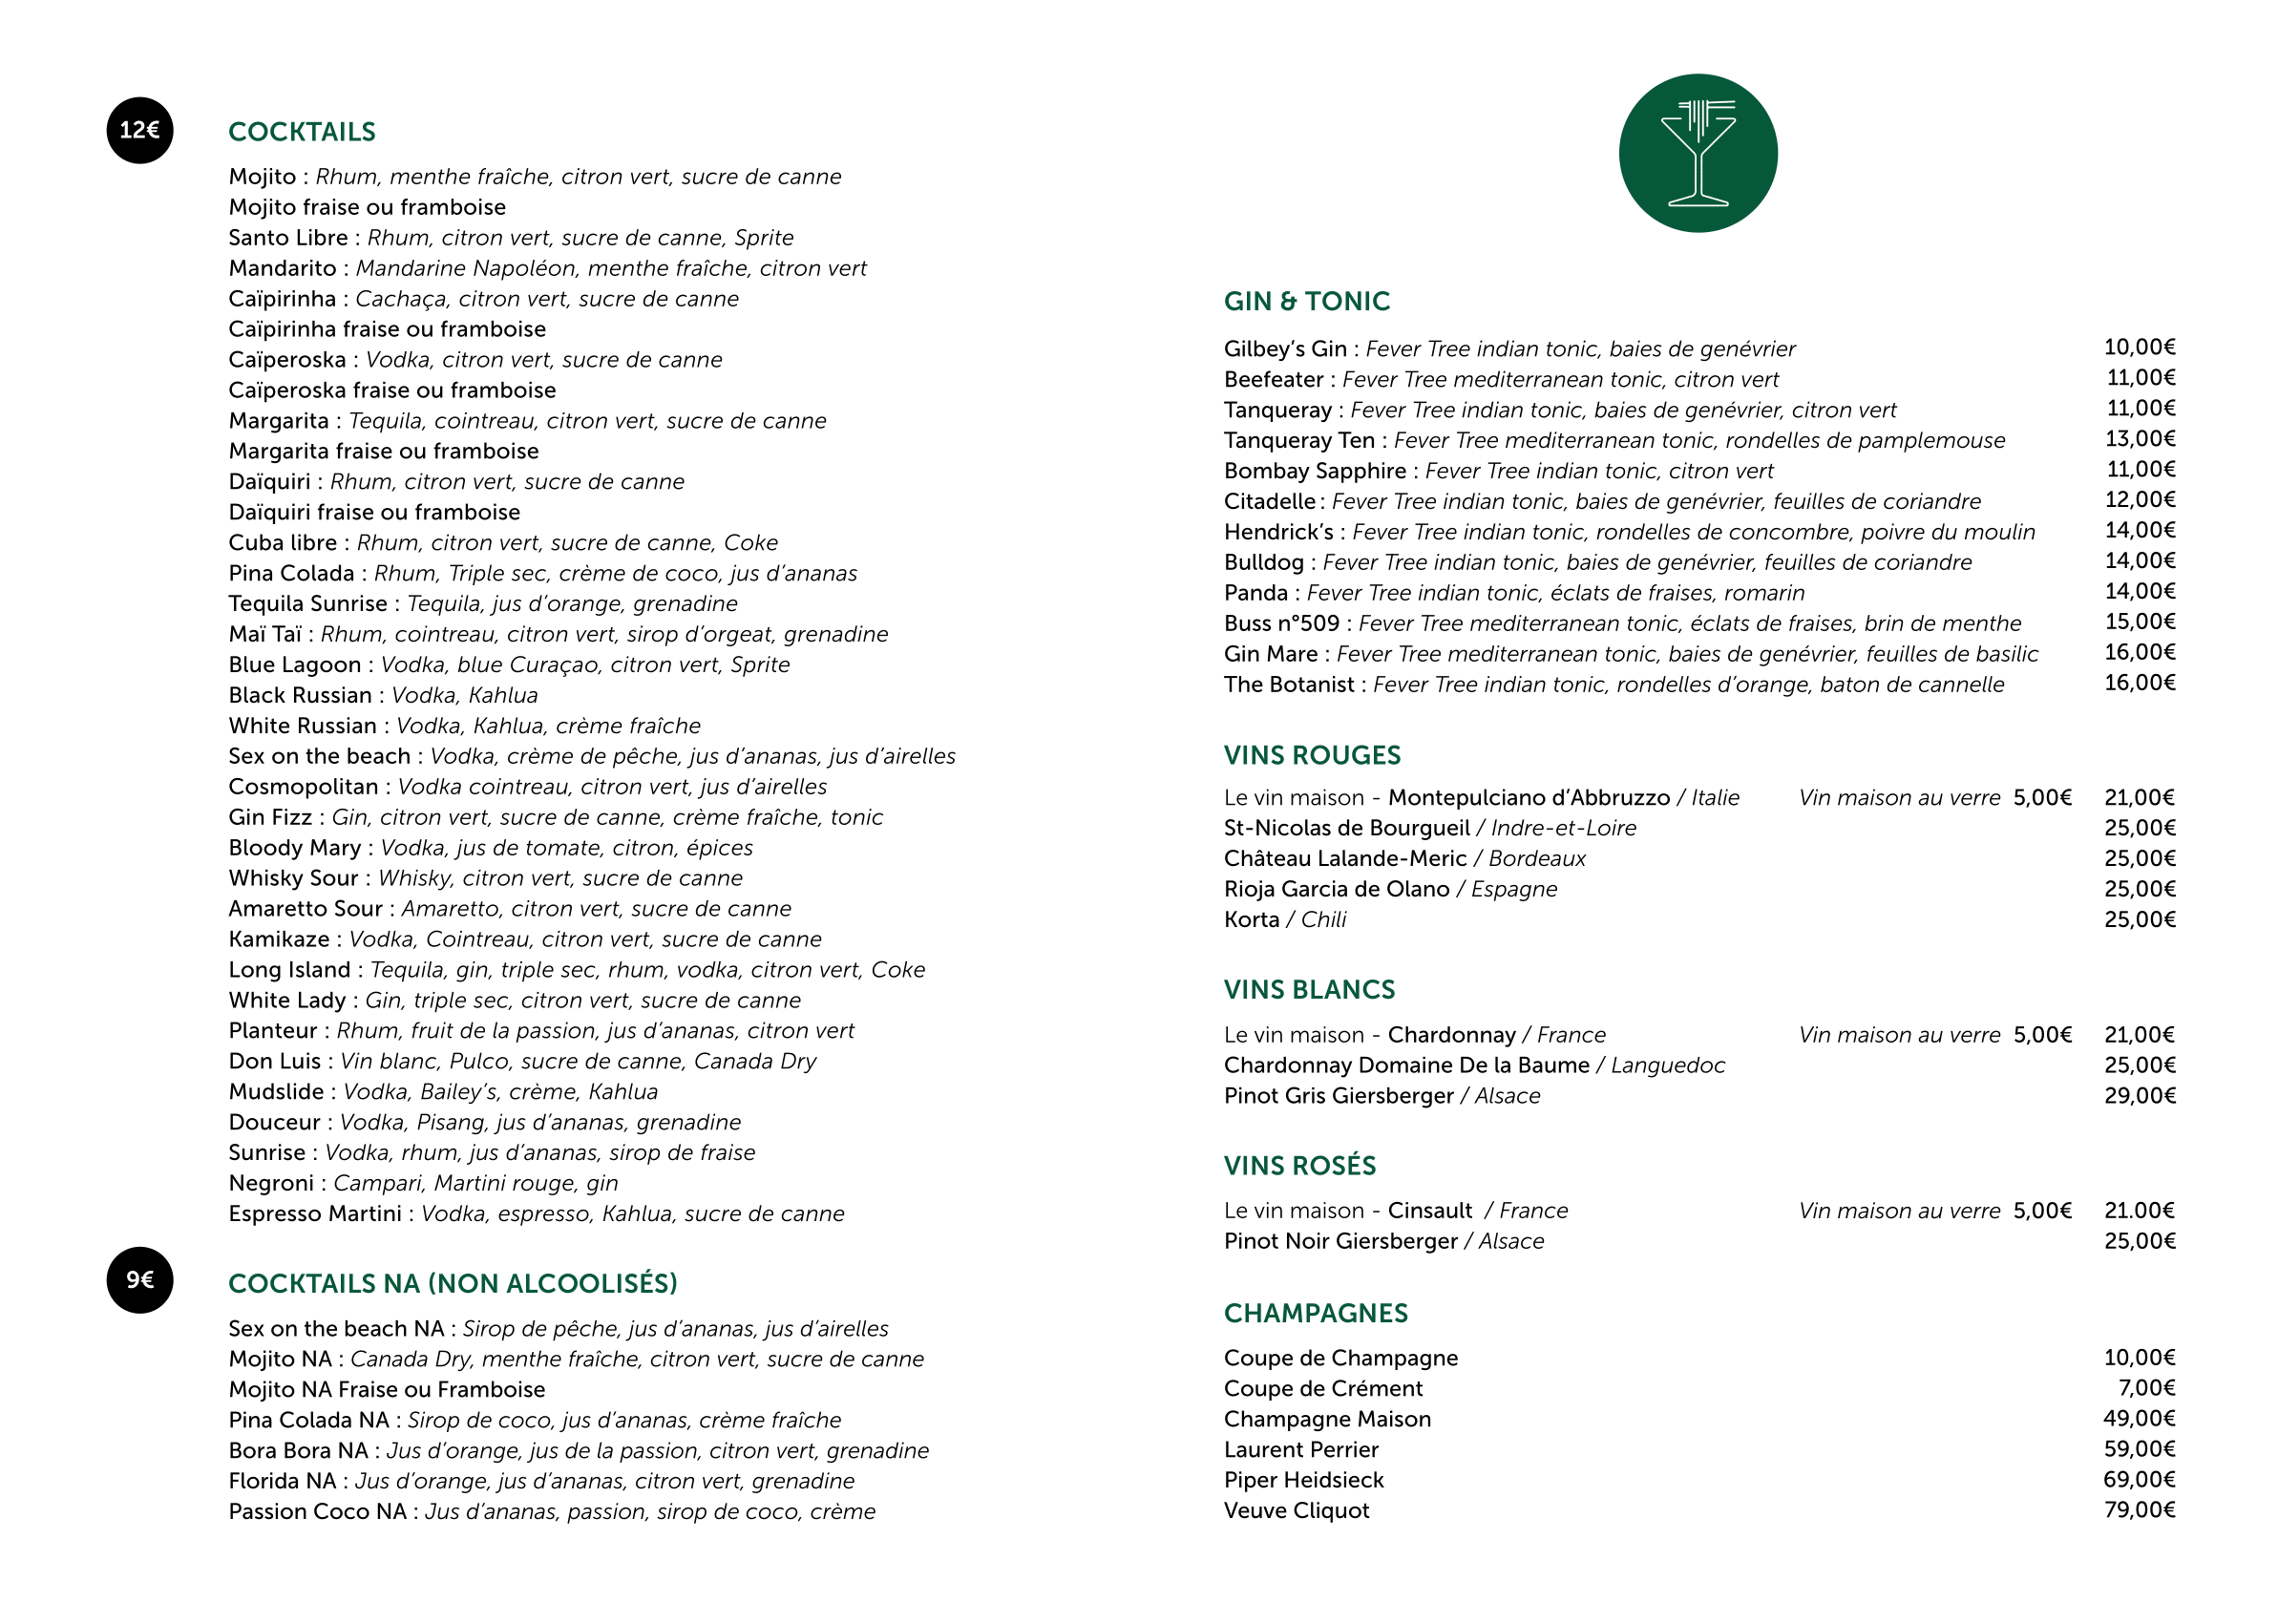 12€
COCKTAILS
Mojito : Rhum, menthe fraîche, citron vert, sucre de canne
Mojito fraise ou framboise
Santo Libre : Rhum, citron vert, sucre de canne, Sprite
Mandarito : Mandarine Napoléon, menthe fraîche, citron vert
Caïpirinha : Cachaça, citron vert, sucre de canne
Caïpirinha fraise ou framboise
Caïperoska : Vodka, citron vert, sucre de canne
Caïperoska fraise ou framboise
Margarita : Tequila, cointreau, citron vert, sucre de canne
Margarita fraise ou framboise
Daïquiri : Rhum, citron vert, sucre de canne
Daïquiri fraise ou framboise
Cuba libre : Rhum, citron vert, sucre de canne, Coke
Pina Colada : Rhum, Triple sec, crème de coco, jus d’ananas
Tequila Sunrise : Tequila, jus d’orange, grenadine
Maï Taï : Rhum, cointreau, citron vert, sirop d’orgeat, grenadine
Blue Lagoon : Vodka, blue Curaçao, citron vert, Sprite
Black Russian : Vodka, Kahlua
White Russian : Vodka, Kahlua, crème fraîche
Sex on the beach : Vodka, crème de pêche, jus d’ananas, jus d’airelles
Cosmopolitan : Vodka cointreau, citron vert, jus d’airelles
Gin Fizz : Gin, citron vert, sucre de canne, crème fraîche, tonic
Bloody Mary : Vodka, jus de tomate, citron, épices
Whisky Sour : Whisky, citron vert, sucre de canne
Amaretto Sour : Amaretto, citron vert, sucre de canne
Kamikaze : Vodka, Cointreau, citron vert, sucre de canne
Long Island : Tequila, gin, triple sec, rhum, vodka, citron vert, Coke
White Lady : Gin, triple sec, citron vert, sucre de canne
Planteur : Rhum, fruit de la passion, jus d’ananas, citron vert
Don Luis : Vin blanc, Pulco, sucre de canne, Canada Dry
Mudslide : Vodka, Bailey’s, crème, Kahlua
Douceur : Vodka, Pisang, jus d’ananas, grenadine
Sunrise : Vodka, rhum, jus d’ananas, sirop de fraise
Negroni : Campari, Martini rouge, gin
Espresso Martini : Vodka, espresso, Kahlua, sucre de canne
9€
COCKTAILS NA (NON ALCOOLISÉS)
Sex on the beach NA : Sirop de pêche, jus d’ananas, jus d’airelles
Mojito NA : Canada Dry, menthe fraîche, citron vert, sucre de canne
Mojito NA Fraise ou Framboise
Pina Colada NA : Sirop de coco, jus d’ananas, crème fraîche
Bora Bora NA : Jus d’orange, jus de la passion, citron vert, grenadine
Florida NA : Jus d’orange, jus d’ananas, citron vert, grenadine
Passion Coco NA : Jus d’ananas, passion, sirop de coco, crème
GIN & TONIC
Gilbey’s Gin : Fever Tree indian tonic, baies de genévrier 10,00€
Beefeater : Fever Tree mediterranean tonic, citron vert 11,00€
Tanqueray : Fever Tree indian tonic, baies de genévrier, citron vert 11,00€
Tanqueray Ten : Fever Tree mediterranean tonic, rondelles de pamplemouse 13,00€
Bombay Sapphire : Fever Tree indian tonic, citron vert 11,00€
Citadelle : Fever Tree indian tonic, baies de genévrier, feuilles de coriandre 12,00€
Hendrick’s : Fever Tree indian tonic, rondelles de concombre, poivre du moulin 14,00€
Bulldog : Fever Tree indian tonic, baies de genévrier, feuilles de coriandre 14,00€
Panda : Fever Tree indian tonic, éclats de fraises, romarin 14,00€
Buss n°509 : Fever Tree mediterranean tonic, éclats de fraises, brin de menthe 15,00€
Gin Mare : Fever Tree mediterranean tonic, baies de genévrier, feuilles de basilic 16,00€
The Botanist : Fever Tree indian tonic, rondelles d’orange, baton de cannelle 16,00€
VINS ROUGES
Le vin maison - Montepulciano d’Abbruzzo / Italie Vin maison au verre 5,00€ 21,00€
St-Nicolas de Bourgueil / Indre-et-Loire 25,00€
Château Lalande-Meric / Bordeaux 25,00€
Rioja Garcia de Olano / Espagne 25,00€
Korta / Chili 25,00€
VINS BLANCS
Le vin maison - Chardonnay / France Vin maison au verre 5,00€ 21,00€
Chardonnay Domaine De la Baume / Languedoc 25,00€
Pinot Gris Giersberger / Alsace 29,00€
VINS ROSÉS
Le vin maison - Cinsault / France Vin maison au verre 5,00€ 21.00€
Pinot Noir Giersberger / Alsace 25,00€
CHAMPAGNES
Coupe de Champagne 10,00€
Coupe de Crément 7,00€
Champagne Maison 49,00€
Laurent Perrier 59,00€
Piper Heidsieck 69,00€
Veuve Cliquot 79,00€